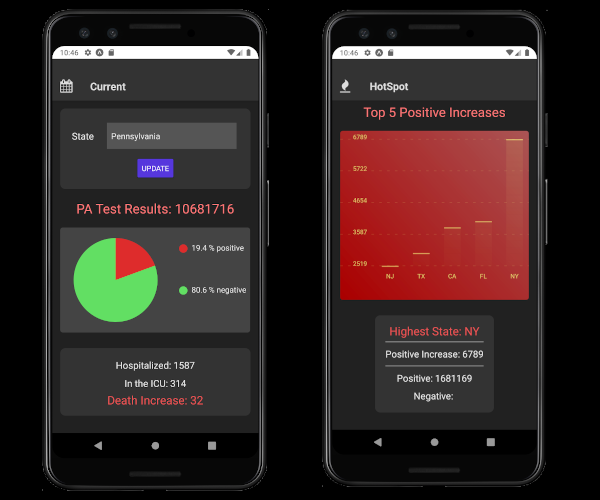 10:46
Current
State
Pennsylvania
UPDATE
PA Test Results: 10681716
19.4 % positive
80.6 % negative
Hospitalized: 1587
In the ICU: 314
Death Increase: 32
10:46
HotSpot
Top 5 Positive Increases
6789
5722
4654
3587
2519
NJ TX CA FL NY
Highest State: NY
Positive Increase: 6789
Positive: 1681169
Negative: